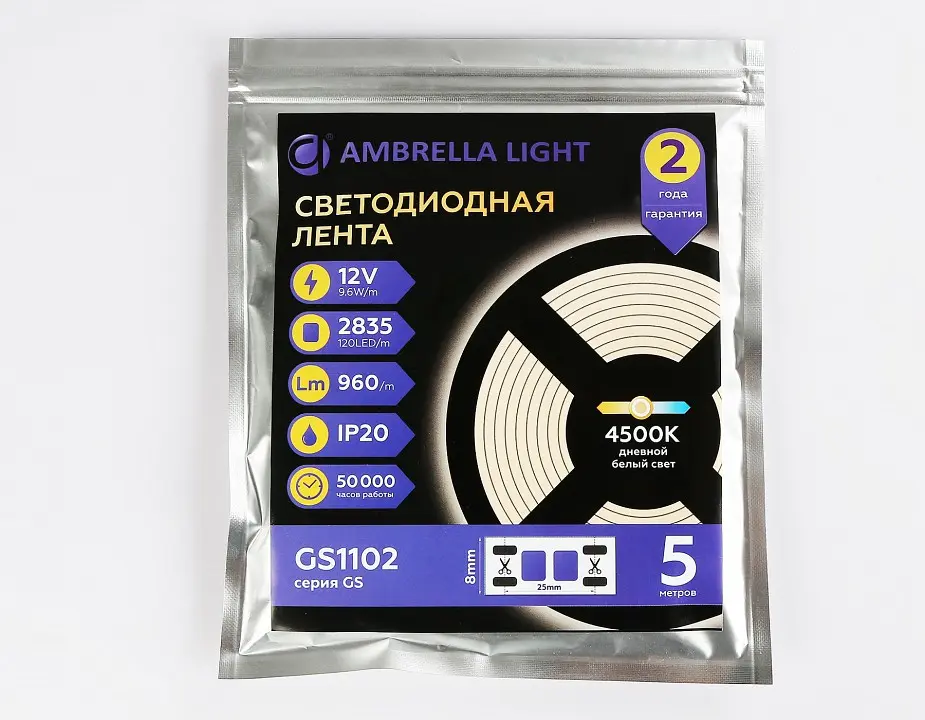 AMBRELLA LIGHT
®
2
года
гарантия
СВЕТОДИОДНАЯ
ЛЕНТА
12V
9.6W/m
2835
120LED/m
Lm
960/m
IP20
50 000
часов работы
4500K
дневной
белый свет
GS1102
серия GS
8mm
25mm
5
метров